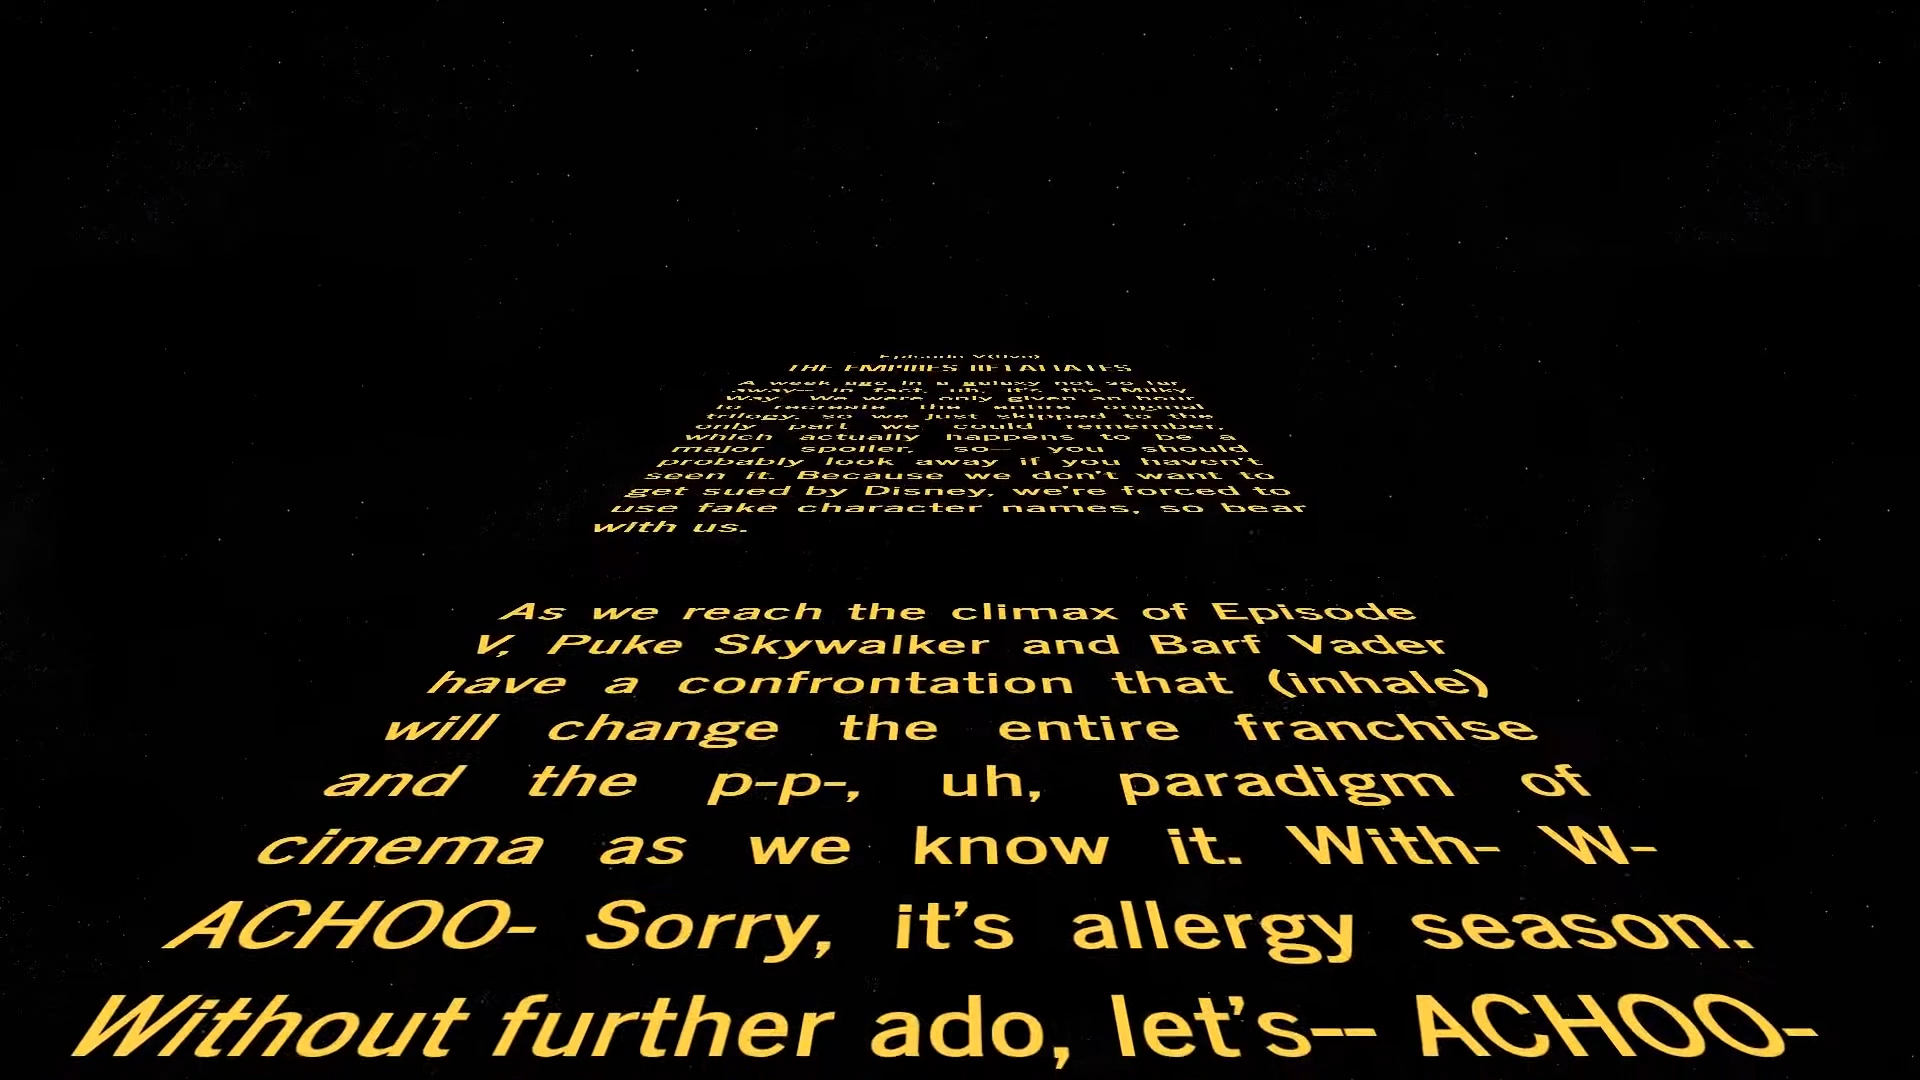 THE EMPIRES RETALIATES
A week ago in a galaxy not so far
away-- in fact, uh, it's the Milky
Way. We were only given an hour
to recreate the entire original
trilogy, so we just skipped to the
only part we could remember,
which actually happens to be a
major spoiler, so-- you should
probably look away if you haven't
seen it. Because we don't want to
get sued by Disney, we're forced to
use fake character names, so bear
with us.
As we reach the climax of Episode
V, Puke Skywalker and Barf Vader
have a confrontation that (inhale)
will change the entire franchise
and the p-p-, uh, paradigm of
cinema as we know it. With- W-
ACHOO- Sorry, it's allergy season.
Without further ado, let's-- ACHOO-